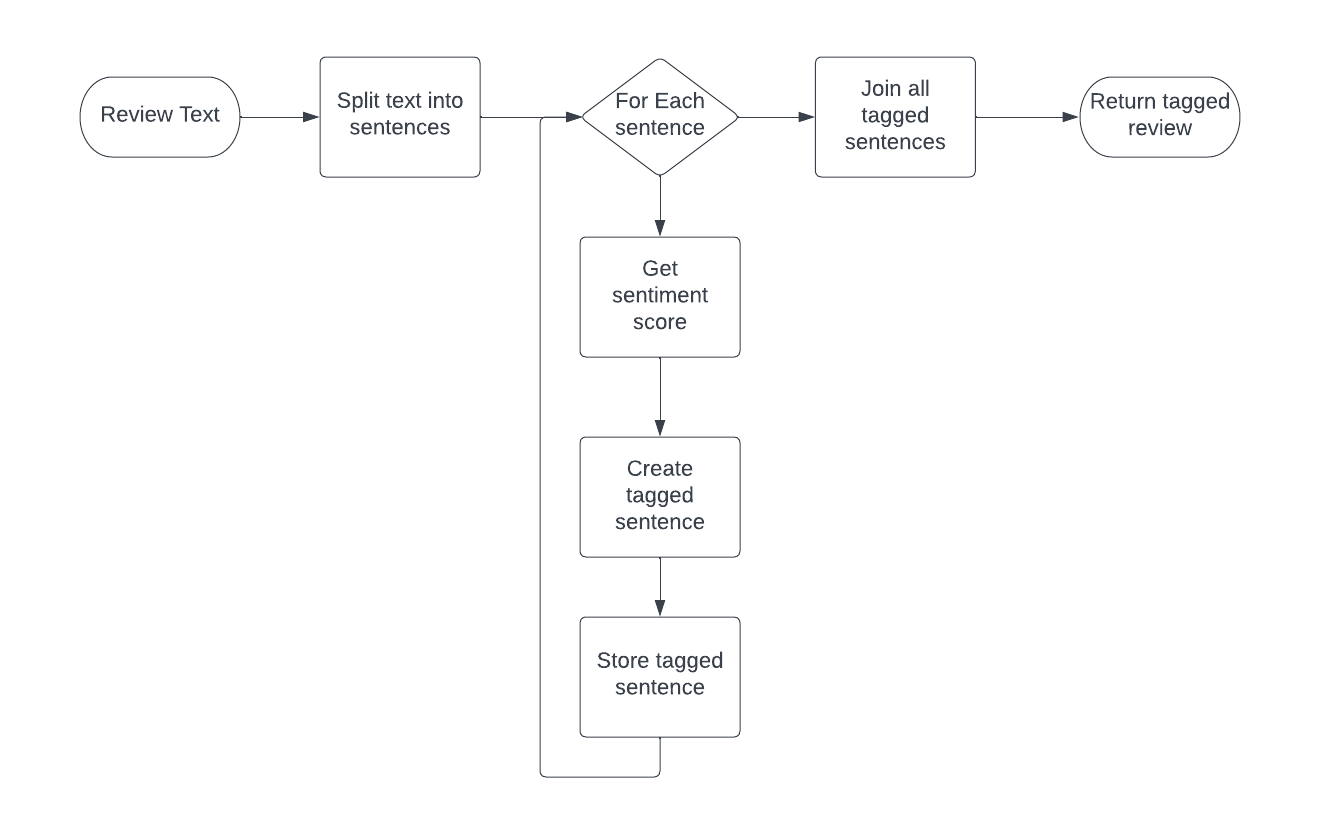 Review Text
Split text into
sentences
For Each
sentence
Join all
tagged
sentences
Return tagged
review
Get
sentiment
score
Create
tagged
sentence
Store tagged
sentence